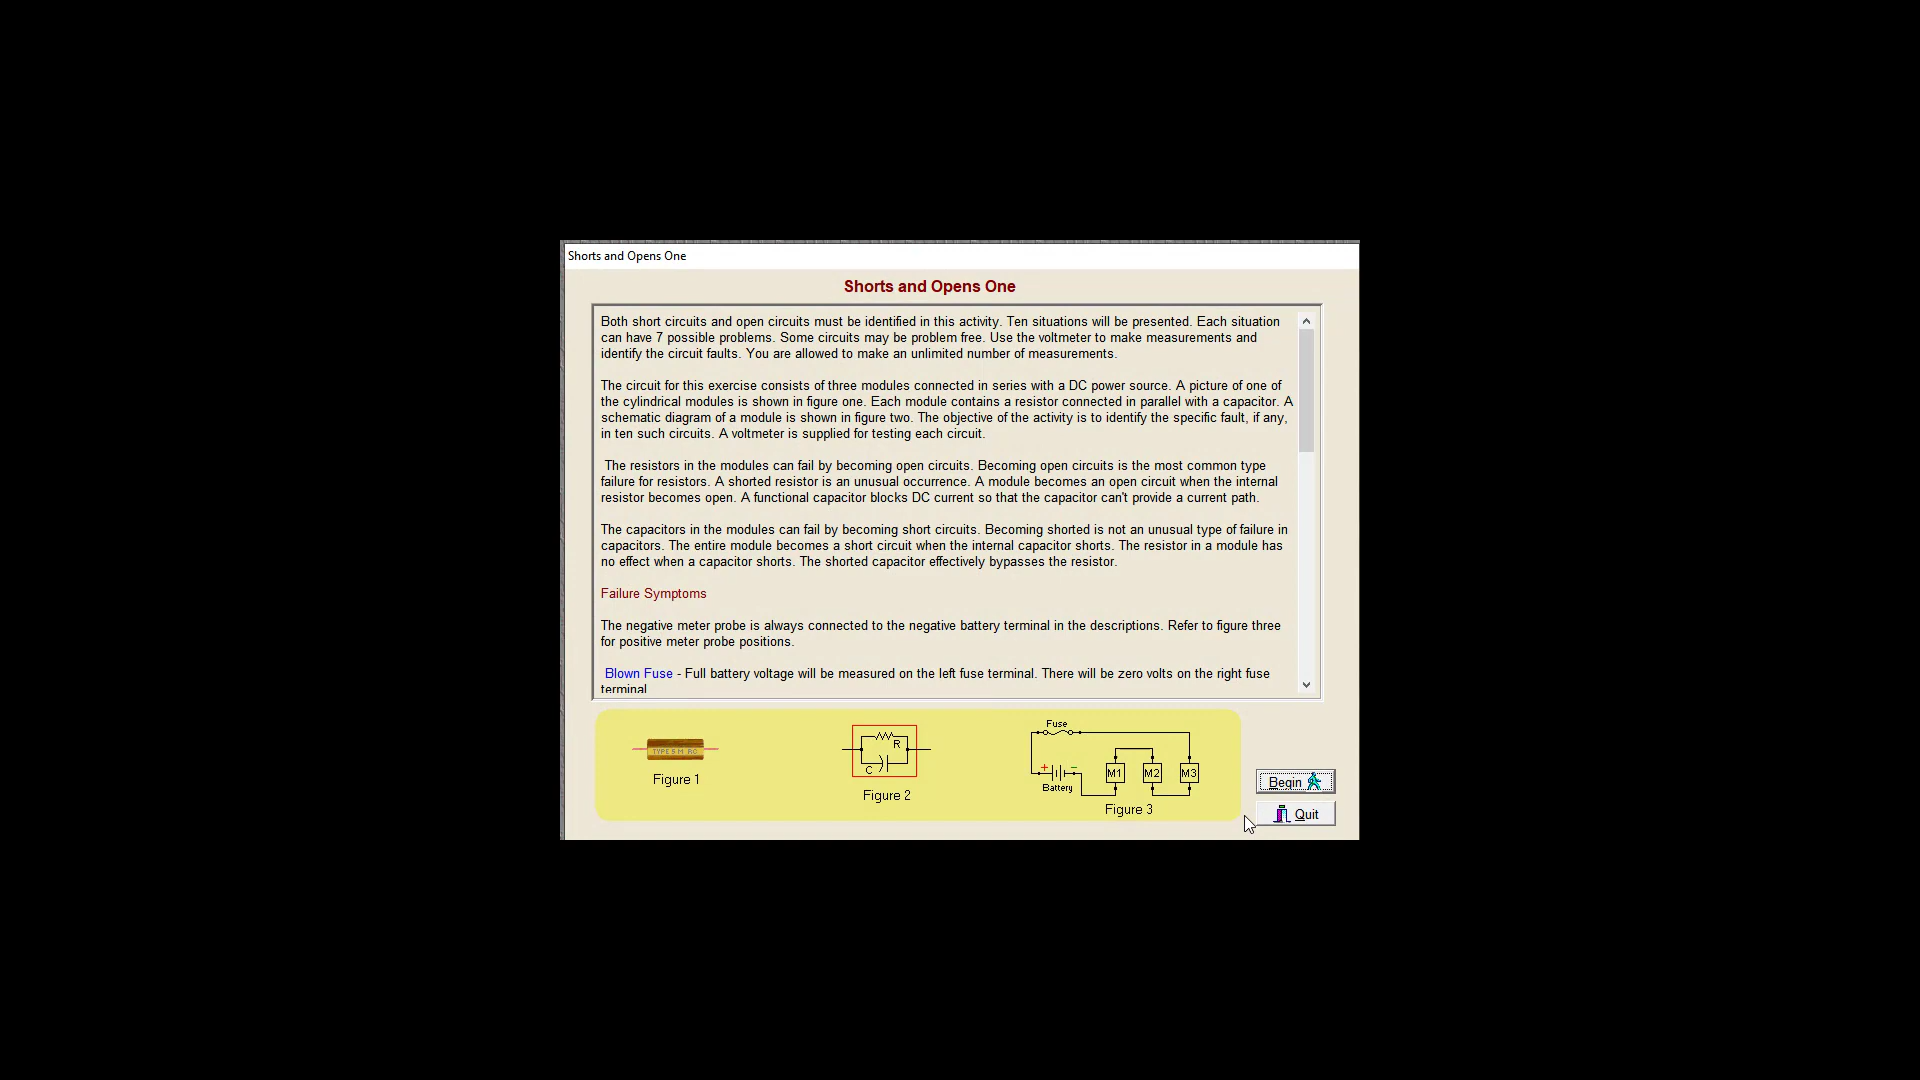 Shorts and Opens One
Shorts and Opens One
Both short circuits and open circuits must be identified in this activity. Ten situations will be presented. Each situation
can have 7 possible problems. Some circuits may be problem free. Use the voltmeter to make measurements and
identify the circuit faults. You are allowed to make an unlimited number of measurements.
The circuit for this exercise consists of three modules connected in series with a DC power source. A picture of one of
the cylindrical modules is shown in figure one. Each module contains a resistor connected in parallel with a capacitor. A
schematic diagram of a module is shown in figure two. The objective of the activity is to identify the specific fault, if any,
in ten such circuits. A voltmeter is supplied for testing each circuit.
The resistors in the modules can fail by becoming open circuits. Becoming open circuits is the most common type
failure for resistors. A shorted resistor is an unusual occurrence. A module becomes an open circuit when the internal
resistor becomes open. A functional capacitor blocks DC current so that the capacitor can't provide a current path.
The capacitors in the modules can fail by becoming short circuits. Becoming shorted is not an unusual type of failure in
capacitors. The entire module becomes a short circuit when the internal capacitor shorts. The resistor in a module has
no effect when a capacitor shorts. The shorted capacitor effectively bypasses the resistor.
Failure Symptoms
The negative meter probe is always connected to the negative battery terminal in the descriptions. Refer to figure three
for positive meter probe positions.
Blown Fuse - Full battery voltage will be measured on the left fuse terminal. There will be zero volts on the right fuse
terminal
TYPE 5 M RC
Figure 1
R
C
Figure 2
Fuse
+ −
Battery
M1 M2 M3
Figure 3
Begin
Quit